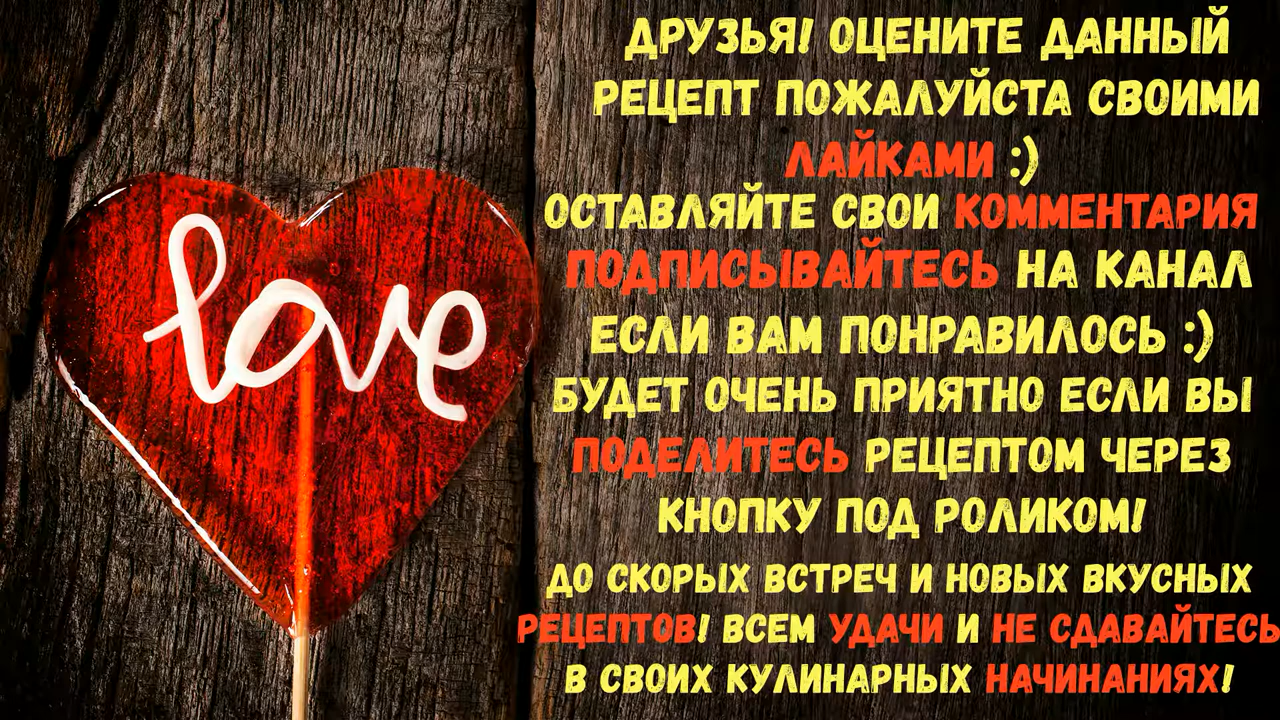 love
ДРУЗЬЯ! ОЦЕНИТЕ ДАННЫЙ
РЕЦЕПТ ПОЖАЛУЙСТА СВОИМИ
ЛАЙКАМИ :)
ОСТАВЛЯЙТЕ СВОИ КОММЕНТАРИЯ
ПОДПИСЫВАЙТЕСЬ НА КАНАЛ
ЕСЛИ ВАМ ПОНРАВИЛОСЬ :)
БУДЕТ ОЧЕНЬ ПРИЯТНО ЕСЛИ ВЫ
ПОДЕЛИТЕСЬ РЕЦЕПТОМ ЧЕРЕЗ
КНОПКУ ПОД РОЛИКОМ!
ДО СКОРЫХ ВСТРЕЧ И НОВЫХ ВКУСНЫХ
РЕЦЕПТОВ! ВСЕМ УДАЧИ И НЕ СДАВАЙТЕСЬ
В СВОИХ КУЛИНАРНЫХ НАЧИНАНИЯХ!